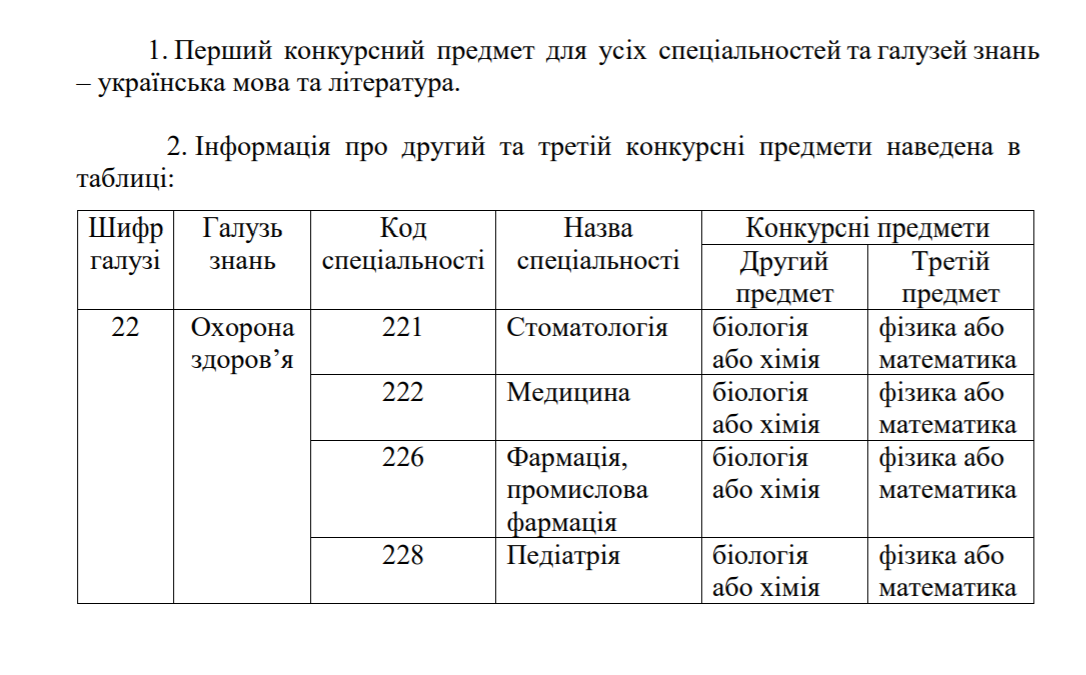 1. Перший конкурсний предмет для усіх спеціальностей та галузей знань
– українська мова та література.
2. Інформація про другий та третій конкурсні предмети наведена в
таблиці:
Шифр галузі
Галузь знань
Код спеціальності
Назва спеціальності
Конкурсні предмети
Другий предмет
Третій предмет
22
Охорона
здоров’я
221
Стоматологія
біологія
або хімія
фізика або
математика
222
Медицина
біологія
або хімія
фізика або
математика
226
Фармація,
промислова
фармація
біологія
або хімія
фізика або
математика
228
Педіатрія
біологія
або хімія
фізика або
математика